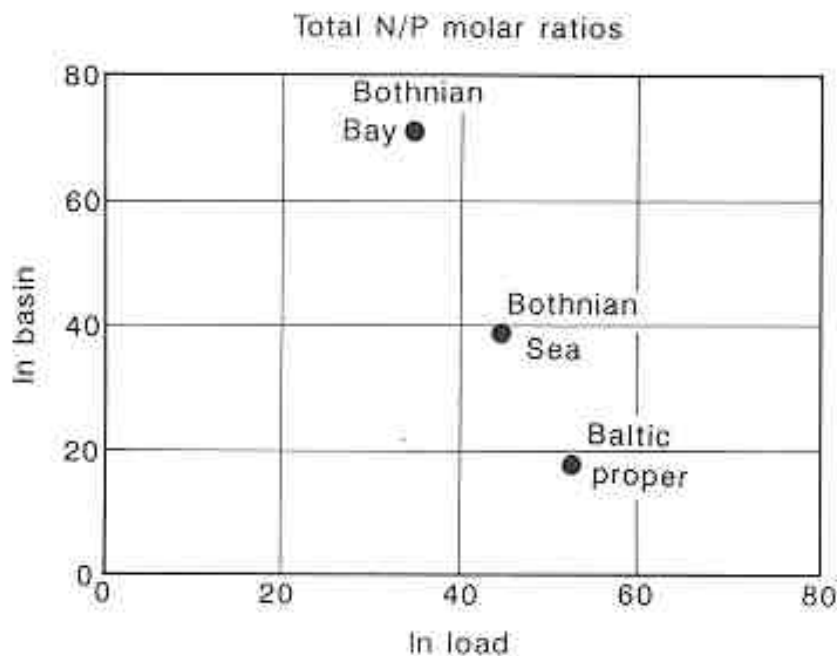 Total N/P molar ratios
80
Bothnian
Bay
60
In basin
40
Bothnian
Sea
20
Baltic
proper
0
0 20 40 60 80
In load